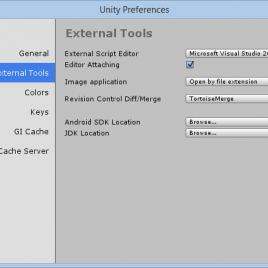 Unity Preferences
External Tools
General
External Tools
Colors
Keys
GI Cache
Cache Server
External Script Editor
Microsoft Visual Studio
Editor Attaching
Image application
Open by file extension
Revision Control Diff/Merge
TortoiseMerge
Android SDK Location
Browse...
JDK Location
Browse...